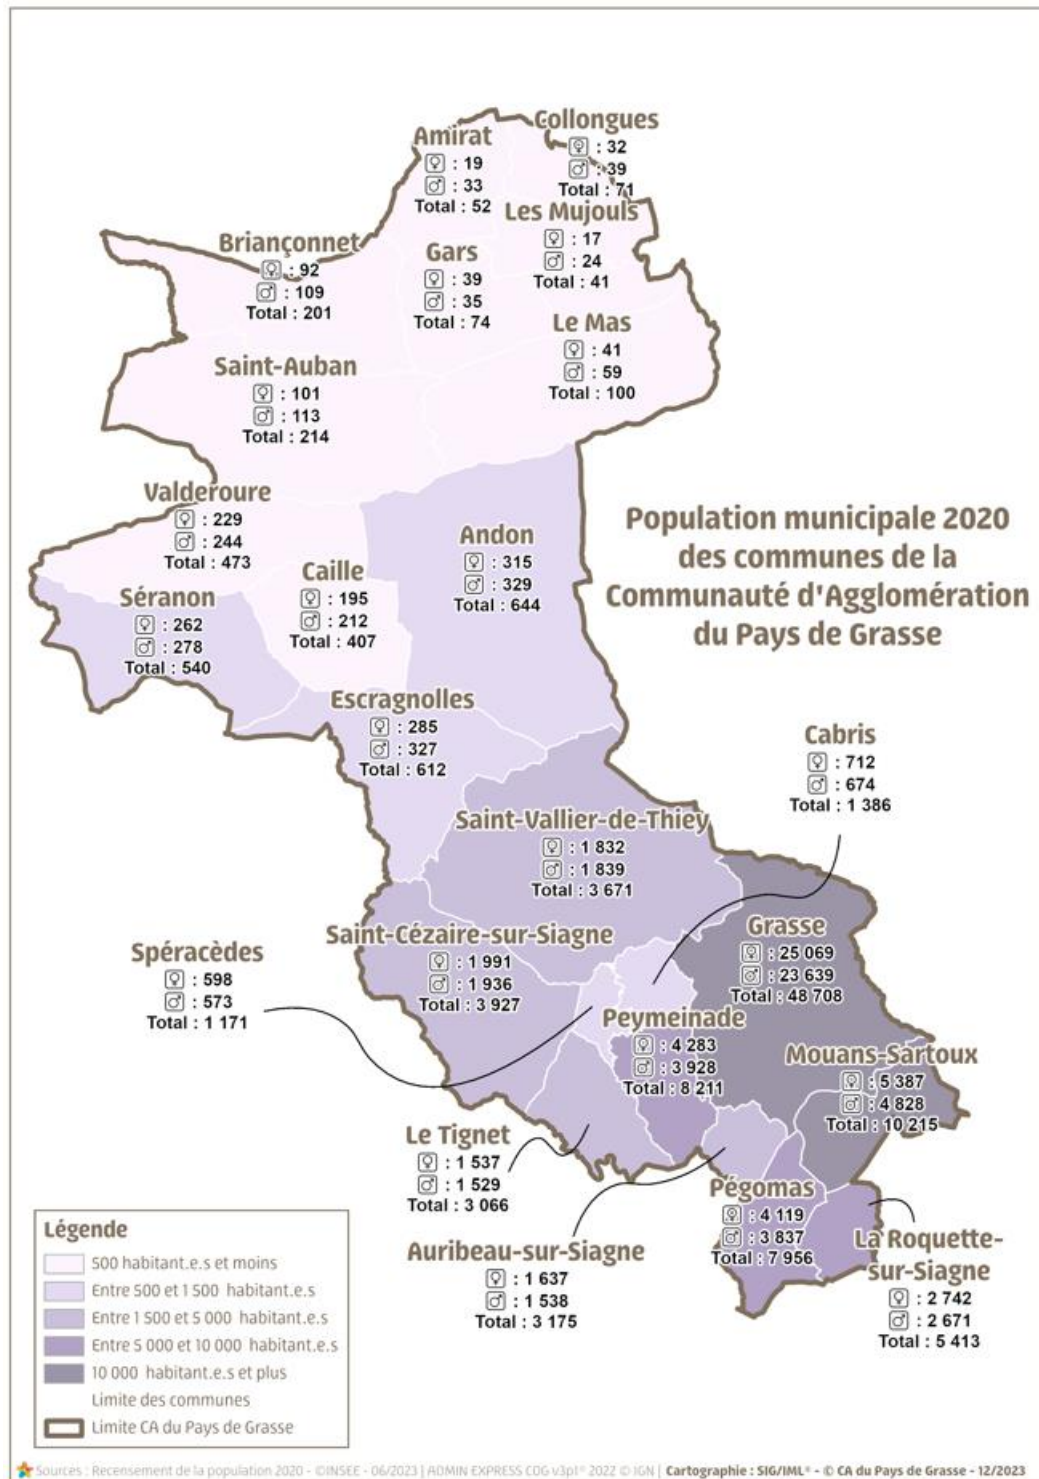 Collongues
♀ : 32
♂ : 39
Total : 71
Amirat
♀ : 19
♂ : 33
Total : 52
Les Mujouls
♀ : 17
♂ : 24
Total : 41
Briançonnet
♀ : 92
♂ : 109
Total : 201
Gars
♀ : 39
♂ : 35
Total : 74
Le Mas
♀ : 41
♂ : 59
Total : 100
Saint-Auban
♀ : 101
♂ : 113
Total : 214
Valderoure
♀ : 229
♂ : 244
Total : 473
Andon
♀ : 315
♂ : 329
Total : 644
Population municipale 2020
des communes de la
Communauté d'Agglomération
du Pays de Grasse
Caille
♀ : 195
♂ : 212
Total : 407
Séranon
♀ : 262
♂ : 278
Total : 540
Escragnolles
♀ : 285
♂ : 327
Total : 612
Cabris
♀ : 712
♂ : 674
Total : 1 386
Saint-Vallier-de-Thiey
♀ : 1 832
♂ : 1 839
Total : 3 671
Grasse
♀ : 25 069
♂ : 23 639
Total : 48 708
Saint-Cézaire-sur-Siagne
♀ : 1 991
♂ : 1 936
Total : 3 927
Spéracèdes
♀ : 598
♂ : 573
Total : 1 171
Peymeinade
♀ : 4 283
♂ : 3 928
Total : 8 211
Mouans-Sartoux
♀ : 5 387
♂ : 4 828
Total : 10 215
Le Tignet
♀ : 1 537
♂ : 1 529
Total : 3 066
Pégomas
♀ : 4 119
♂ : 3 837
Total : 7 956
Auribeau-sur-Siagne
♀ : 1 637
♂ : 1 538
Total : 3 175
La Roquette-
sur-Siagne
♀ : 2 742
♂ : 2 671
Total : 5 413
Légende
500 habitant.e.s et moins
Entre 500 et 1 500 habitant.e.s
Entre 1 500 et 5 000 habitant.e.s
Entre 5 000 et 10 000 habitant.e.s
10 000 habitant.e.s et plus
Limite des communes
Limite CA du Pays de Grasse
Sources : Recensement de la population 2020 - ©INSEE - 06/2023 | ADMIN EXPRESS COG v3p1® 2022 © IGN | Cartographie : SIG/IML® - © CA du Pays de Grasse - 12/2023